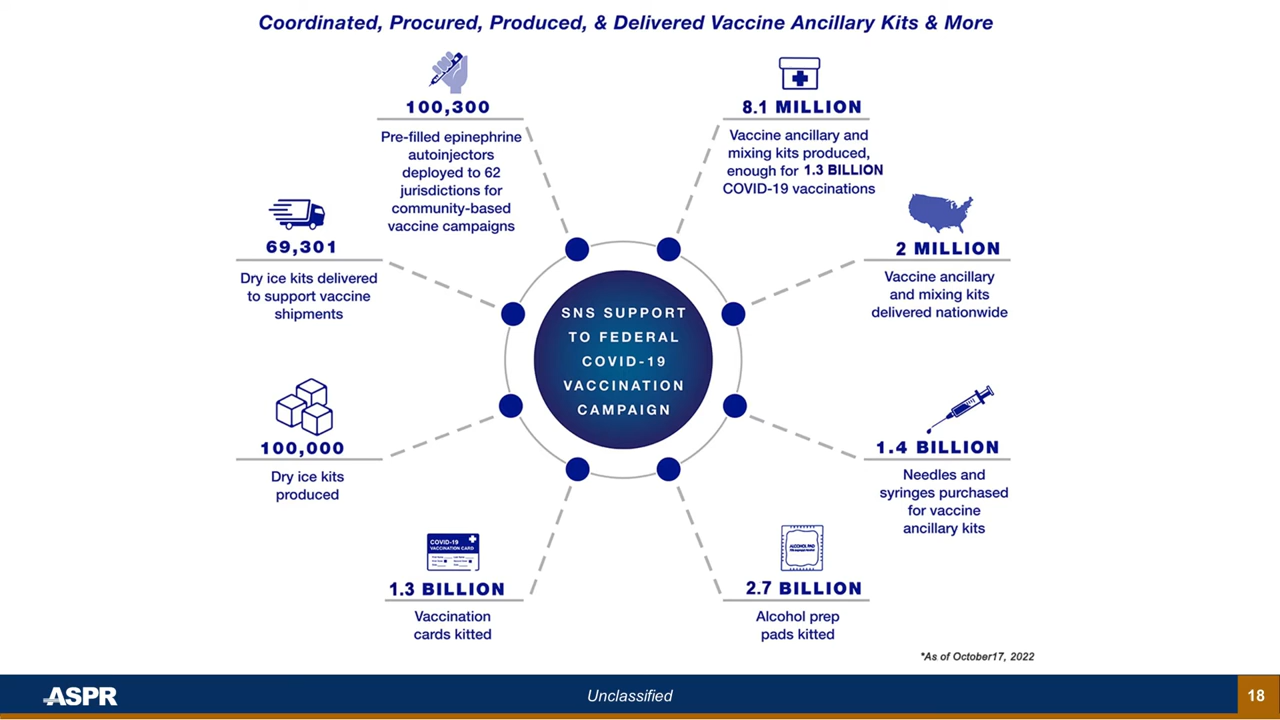 Coordinated, Procured, Produced, & Delivered Vaccine Ancillary Kits & More
100,300
Pre-filled epinephrine
autoinjectors
deployed to 62
jurisdictions for
community-based
vaccine campaigns
8.1 MILLION
Vaccine ancillary and
mixing kits produced,
enough for 1.3 BILLION
COVID-19 vaccinations
69,301
Dry ice kits delivered
to support vaccine
shipments
2 MILLION
Vaccine ancillary
and mixing kits
delivered nationwide
SNS SUPPORT
TO FEDERAL
COVID-19
VACCINATION
CAMPAIGN
100,000
Dry ice kits
produced
1.4 BILLION
Needles and
syringes purchased
for vaccine
ancillary kits
COVID-19
VACCINATION CARD
1.3 BILLION
Vaccination
cards kitted
ALCOHOL PAD
2.7 BILLION
Alcohol prep
pads kitted
*As of October17, 2022
ASPR
Unclassified
18